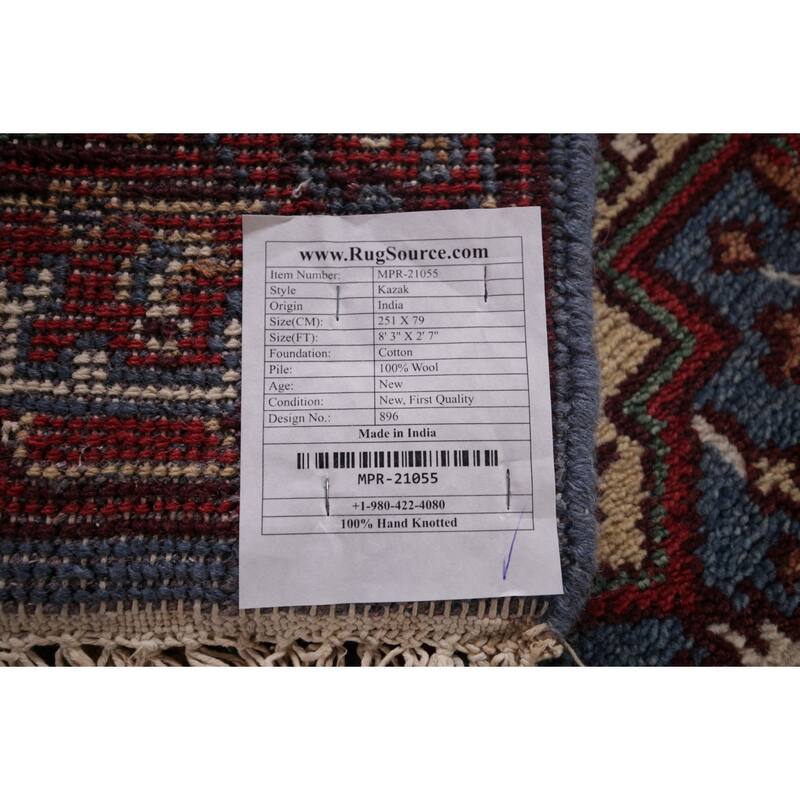 www.RugSource.com
Item Number: MPR-21055
Style Kazak
Origin India
Size(CM): 251 X 79
Size(FT): 8' 3" X 2' 7"
Foundation: Cotton
Pile: 100% Wool
Age: New
Condition: New, First Quality
Design No.: 896
Made in India
MPR-21055
+1-980-422-4080
100% Hand Knotted